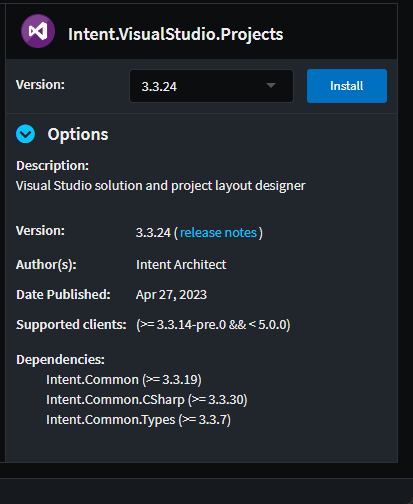 Intent.VisualStudio.Projects
Version: 3.3.24 Install
Options
Description:
Visual Studio solution and project layout designer
Version: 3.3.24 (release notes)
Author(s): Intent Architect
Date Published: Apr 27, 2023
Supported clients: (>= 3.3.14-pre.0 && < 5.0.0)
Dependencies:
Intent.Common (>= 3.3.19)
Intent.Common.CSharp (>= 3.3.30)
Intent.Common.Types (>= 3.3.7)